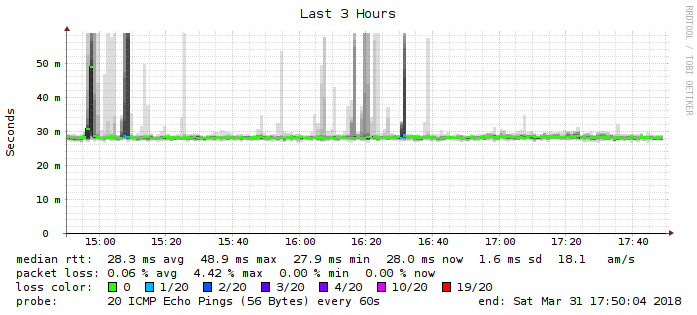 Last 3 Hours
RRDTOOL / TOBI OETIKER
Seconds
50 m
40 m
30 m
20 m
10 m
0
15:00 15:20 15:40 16:00 16:20 16:40 17:00 17:20 17:40
median rtt: 28.3 ms avg 48.9 ms max 27.9 ms min 28.0 ms now 1.6 ms sd 18.1 am/s
packet loss: 0.06 % avg 4.42 % max 0.00 % min 0.00 % now
loss color: 0 1/20 2/20 3/20 4/20 10/20 19/20
probe: 20 ICMP Echo Pings (56 Bytes) every 60s end: Sat Mar 31 17:50:04 2018